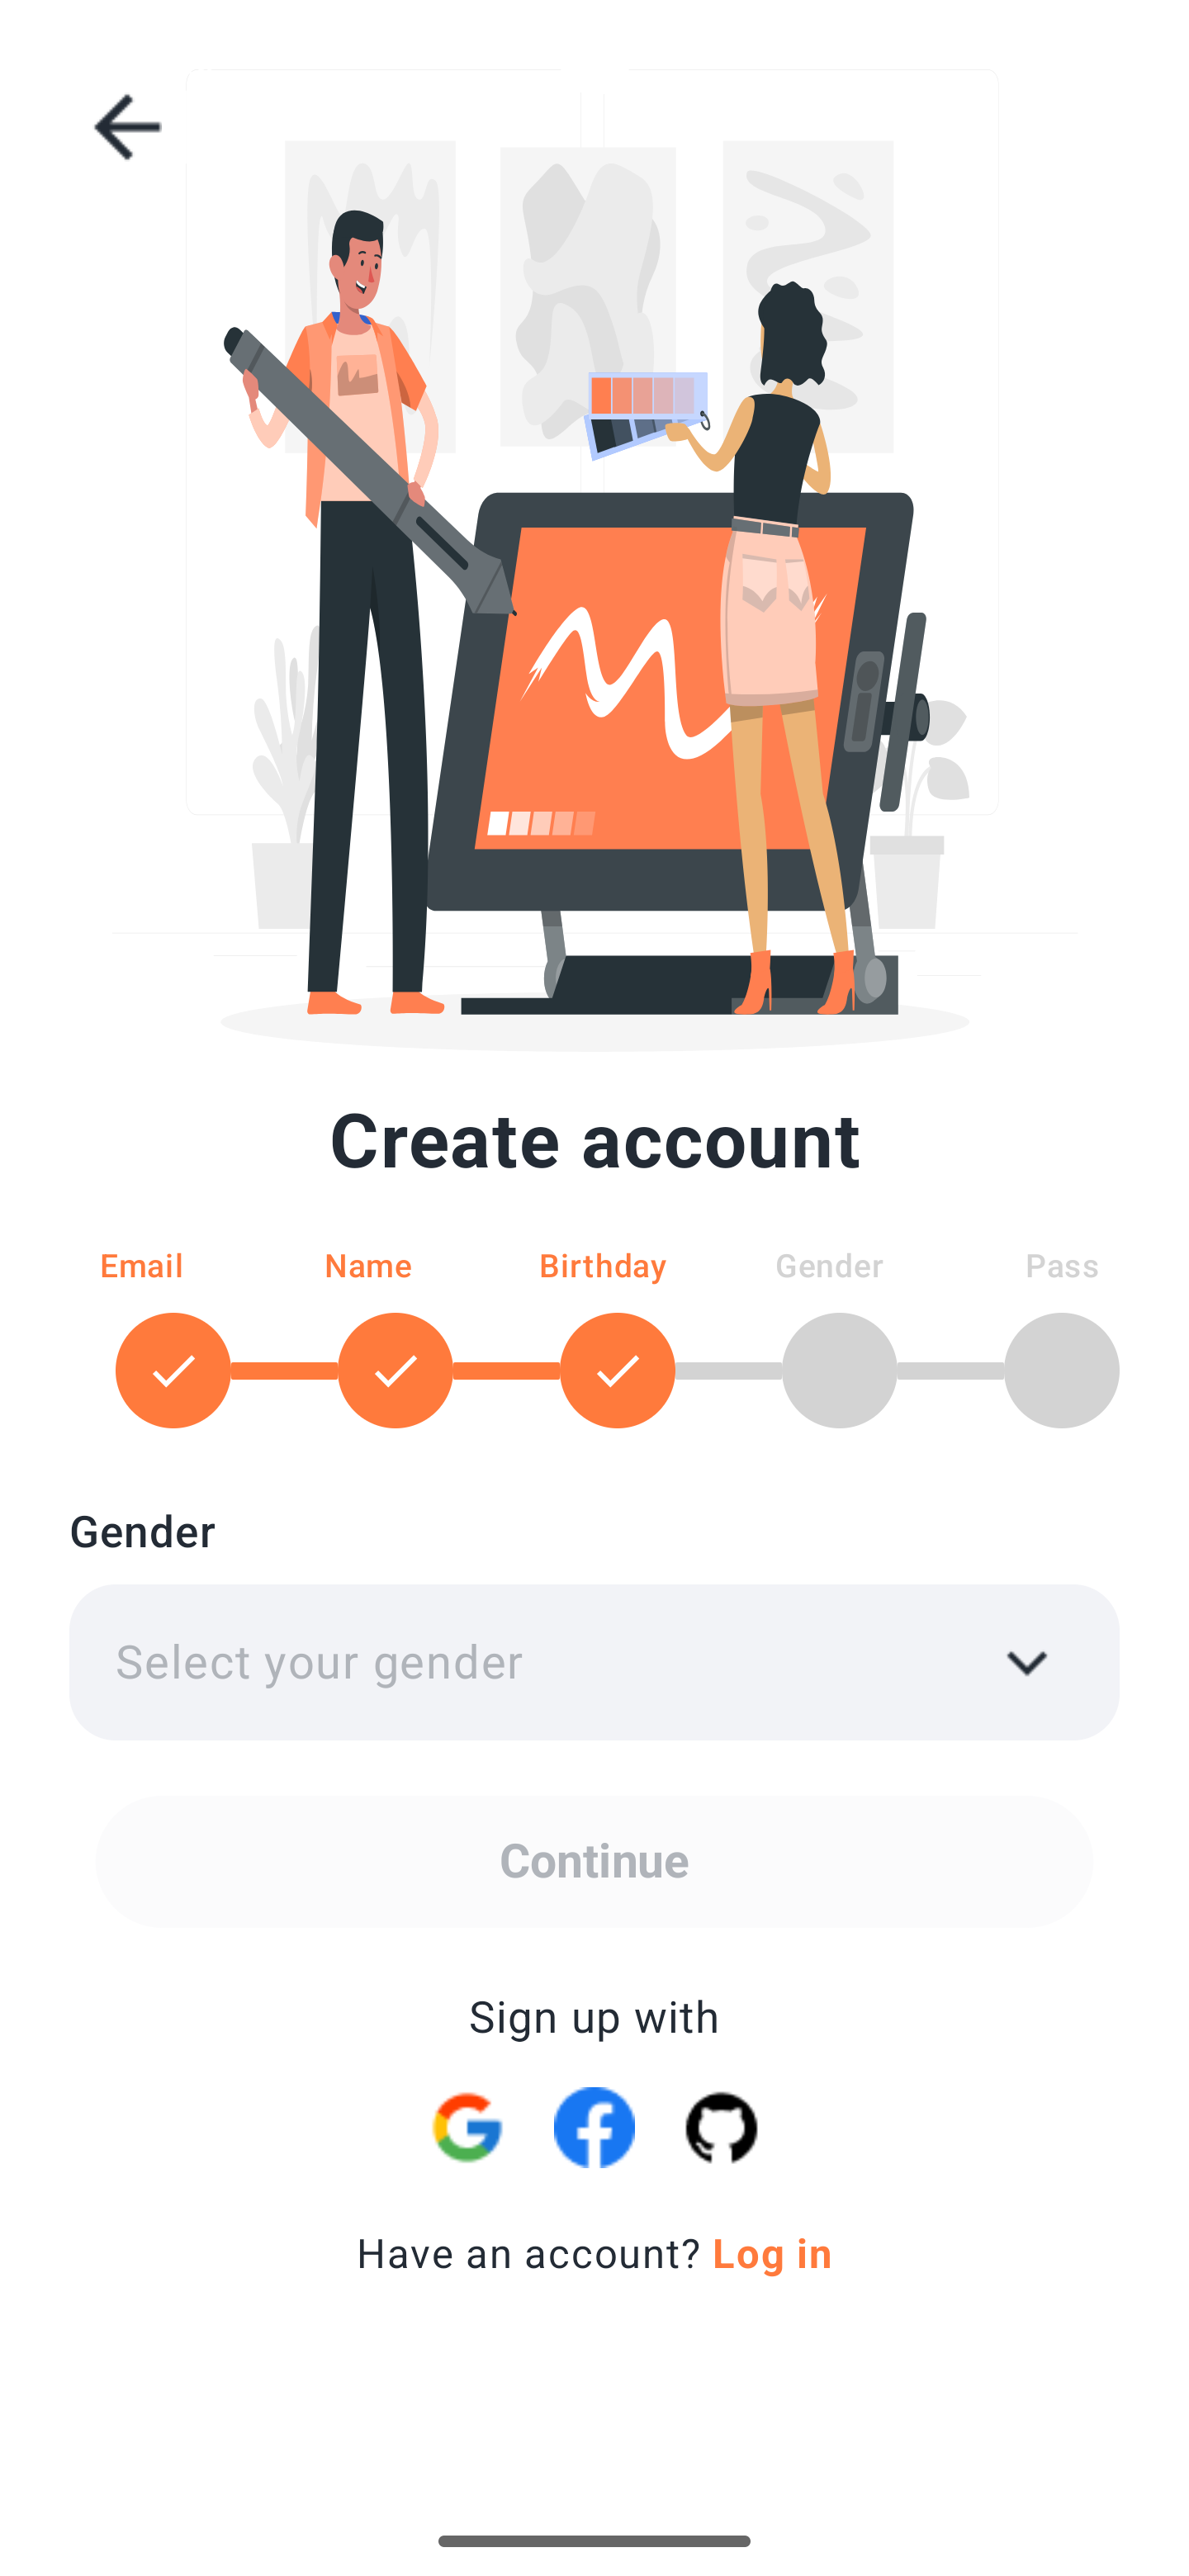 Create account
Email Name Birthday Gender Pass
Gender
Select your gender
Continue
Sign up with
Have an account? Log in